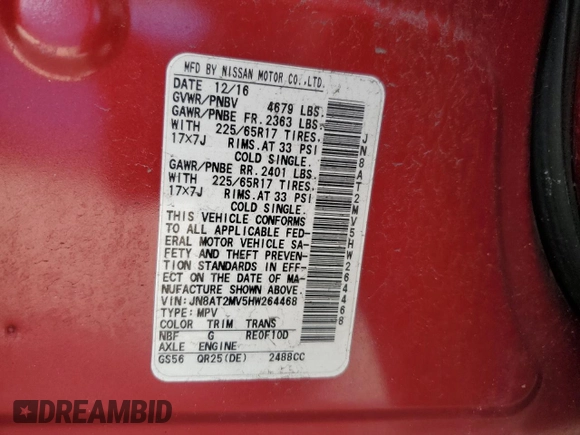 MFD BY NISSAN MOTOR CO.,LTD.
DATE 12/16
GVWR/PNBV 4679 LBS.
GAWR/PNBE FR. 2363 LBS.
WITH 225/65R17 TIRES.
17×7J RIMS.AT 33 PSI
COLD SINGLE.
GAWR/PNBE RR. 2401 LBS.
WITH 225/65R17 TIRES.
17×7J RIMS.AT 33 PSI
COLD SINGLE.
THIS VEHICLE CONFORMS
TO ALL APPLICABLE FED-
ERAL MOTOR VEHICLE SA-
FETY AND THEFT PREVEN-
TION STANDARDS IN EFF-
ECT ON THE DATE OF MA-
NUFACTURE SHOWN ABOVE.
VIN: JN8AT2MV5HW264468
TYPE: MPV
COLOR TRIM TRANS
NBF G RE0F10D
AXLE ENGINE
GS56 QR25(DE) 2488CC
JN8AT2MV5HW264468
DREAMBID